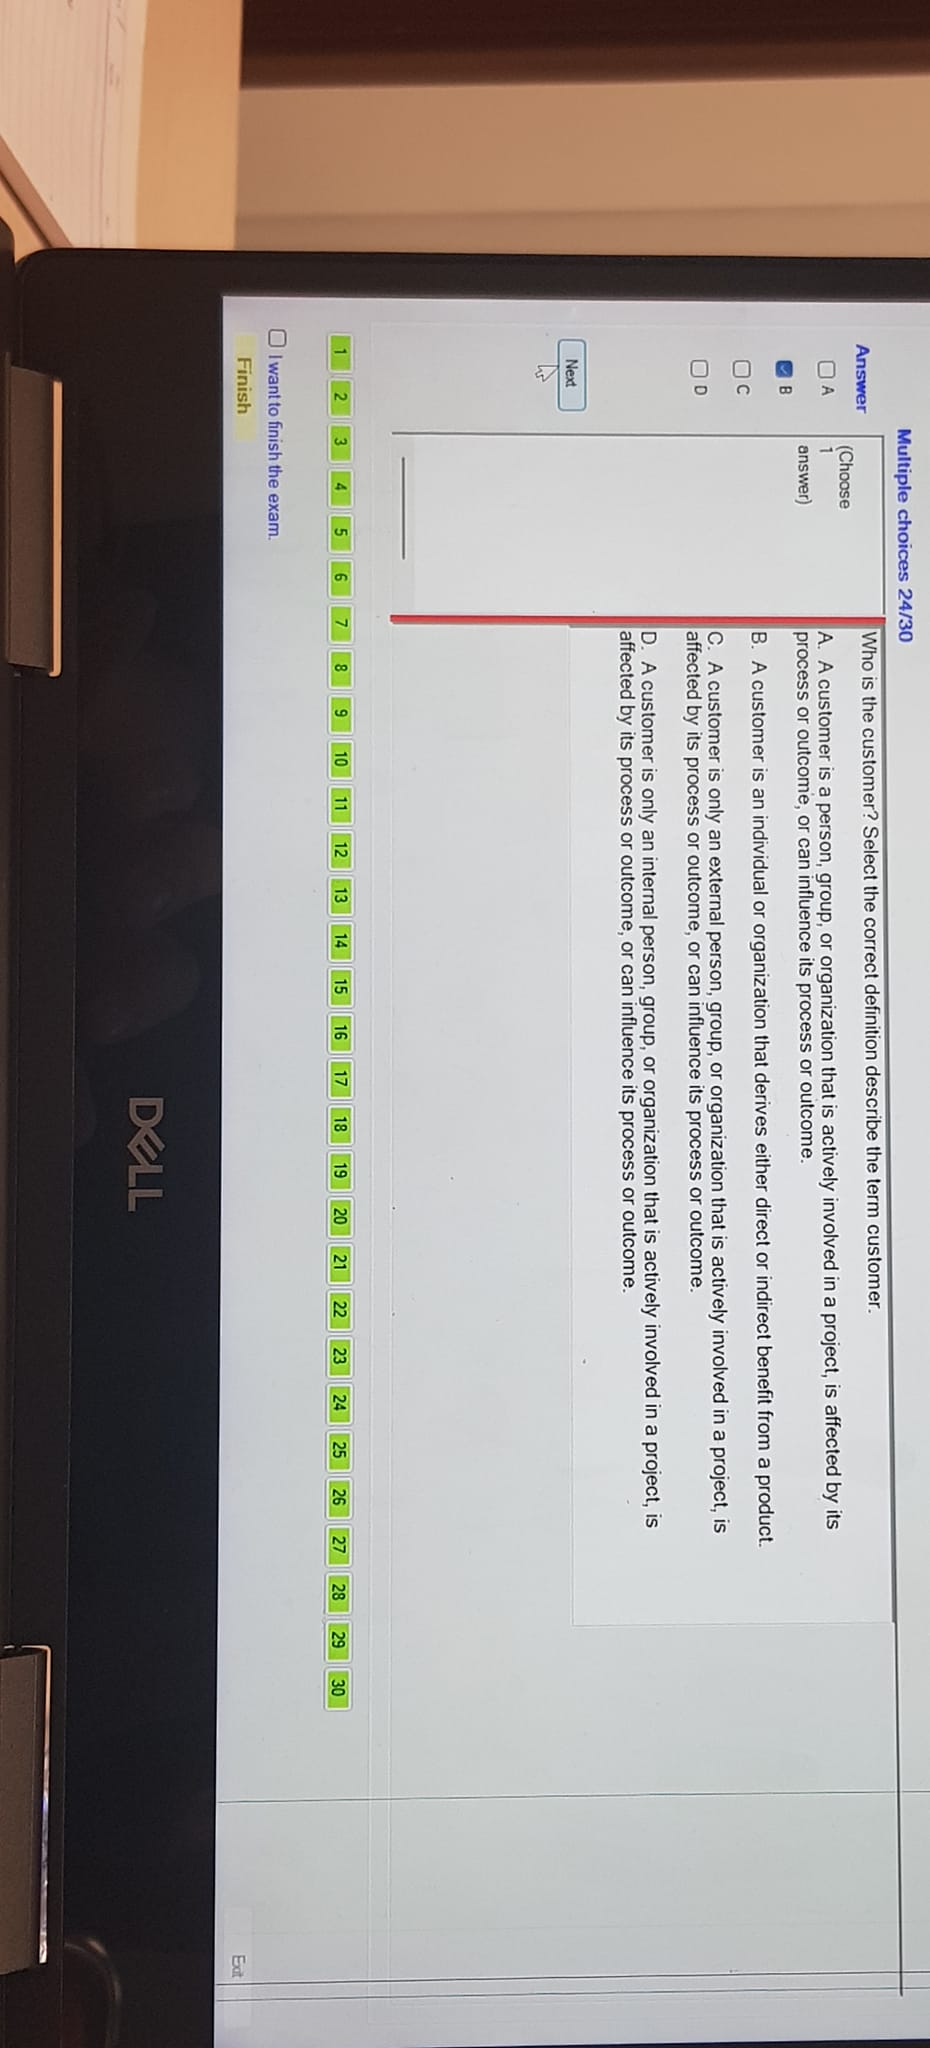 Multiple choices 24/30
Answer
A
B
C
D
(Choose
1
answer)
Who is the customer? Select the correct definition describe the term customer.
A. A customer is a person, group, or organization that is actively involved in a project, is affected by its
process or outcome, or can influence its process or outcome.
B. A customer is an individual or organization that derives either direct or indirect benefit from a product.
C. A customer is only an external person, group, or organization that is actively involved in a project, is
affected by its process or outcome, or can influence its process or outcome.
D. A customer is only an internal person, group, or organization that is actively involved in a project, is
affected by its process or outcome, or can influence its process or outcome.
Next
1 2 3 4 5 6 7 8 9 10 11 12 13 14 15 16 17 18 19 20 21 22 23 24 25 26 27 28 29 30
I want to finish the exam.
Finish
Exit
DELL